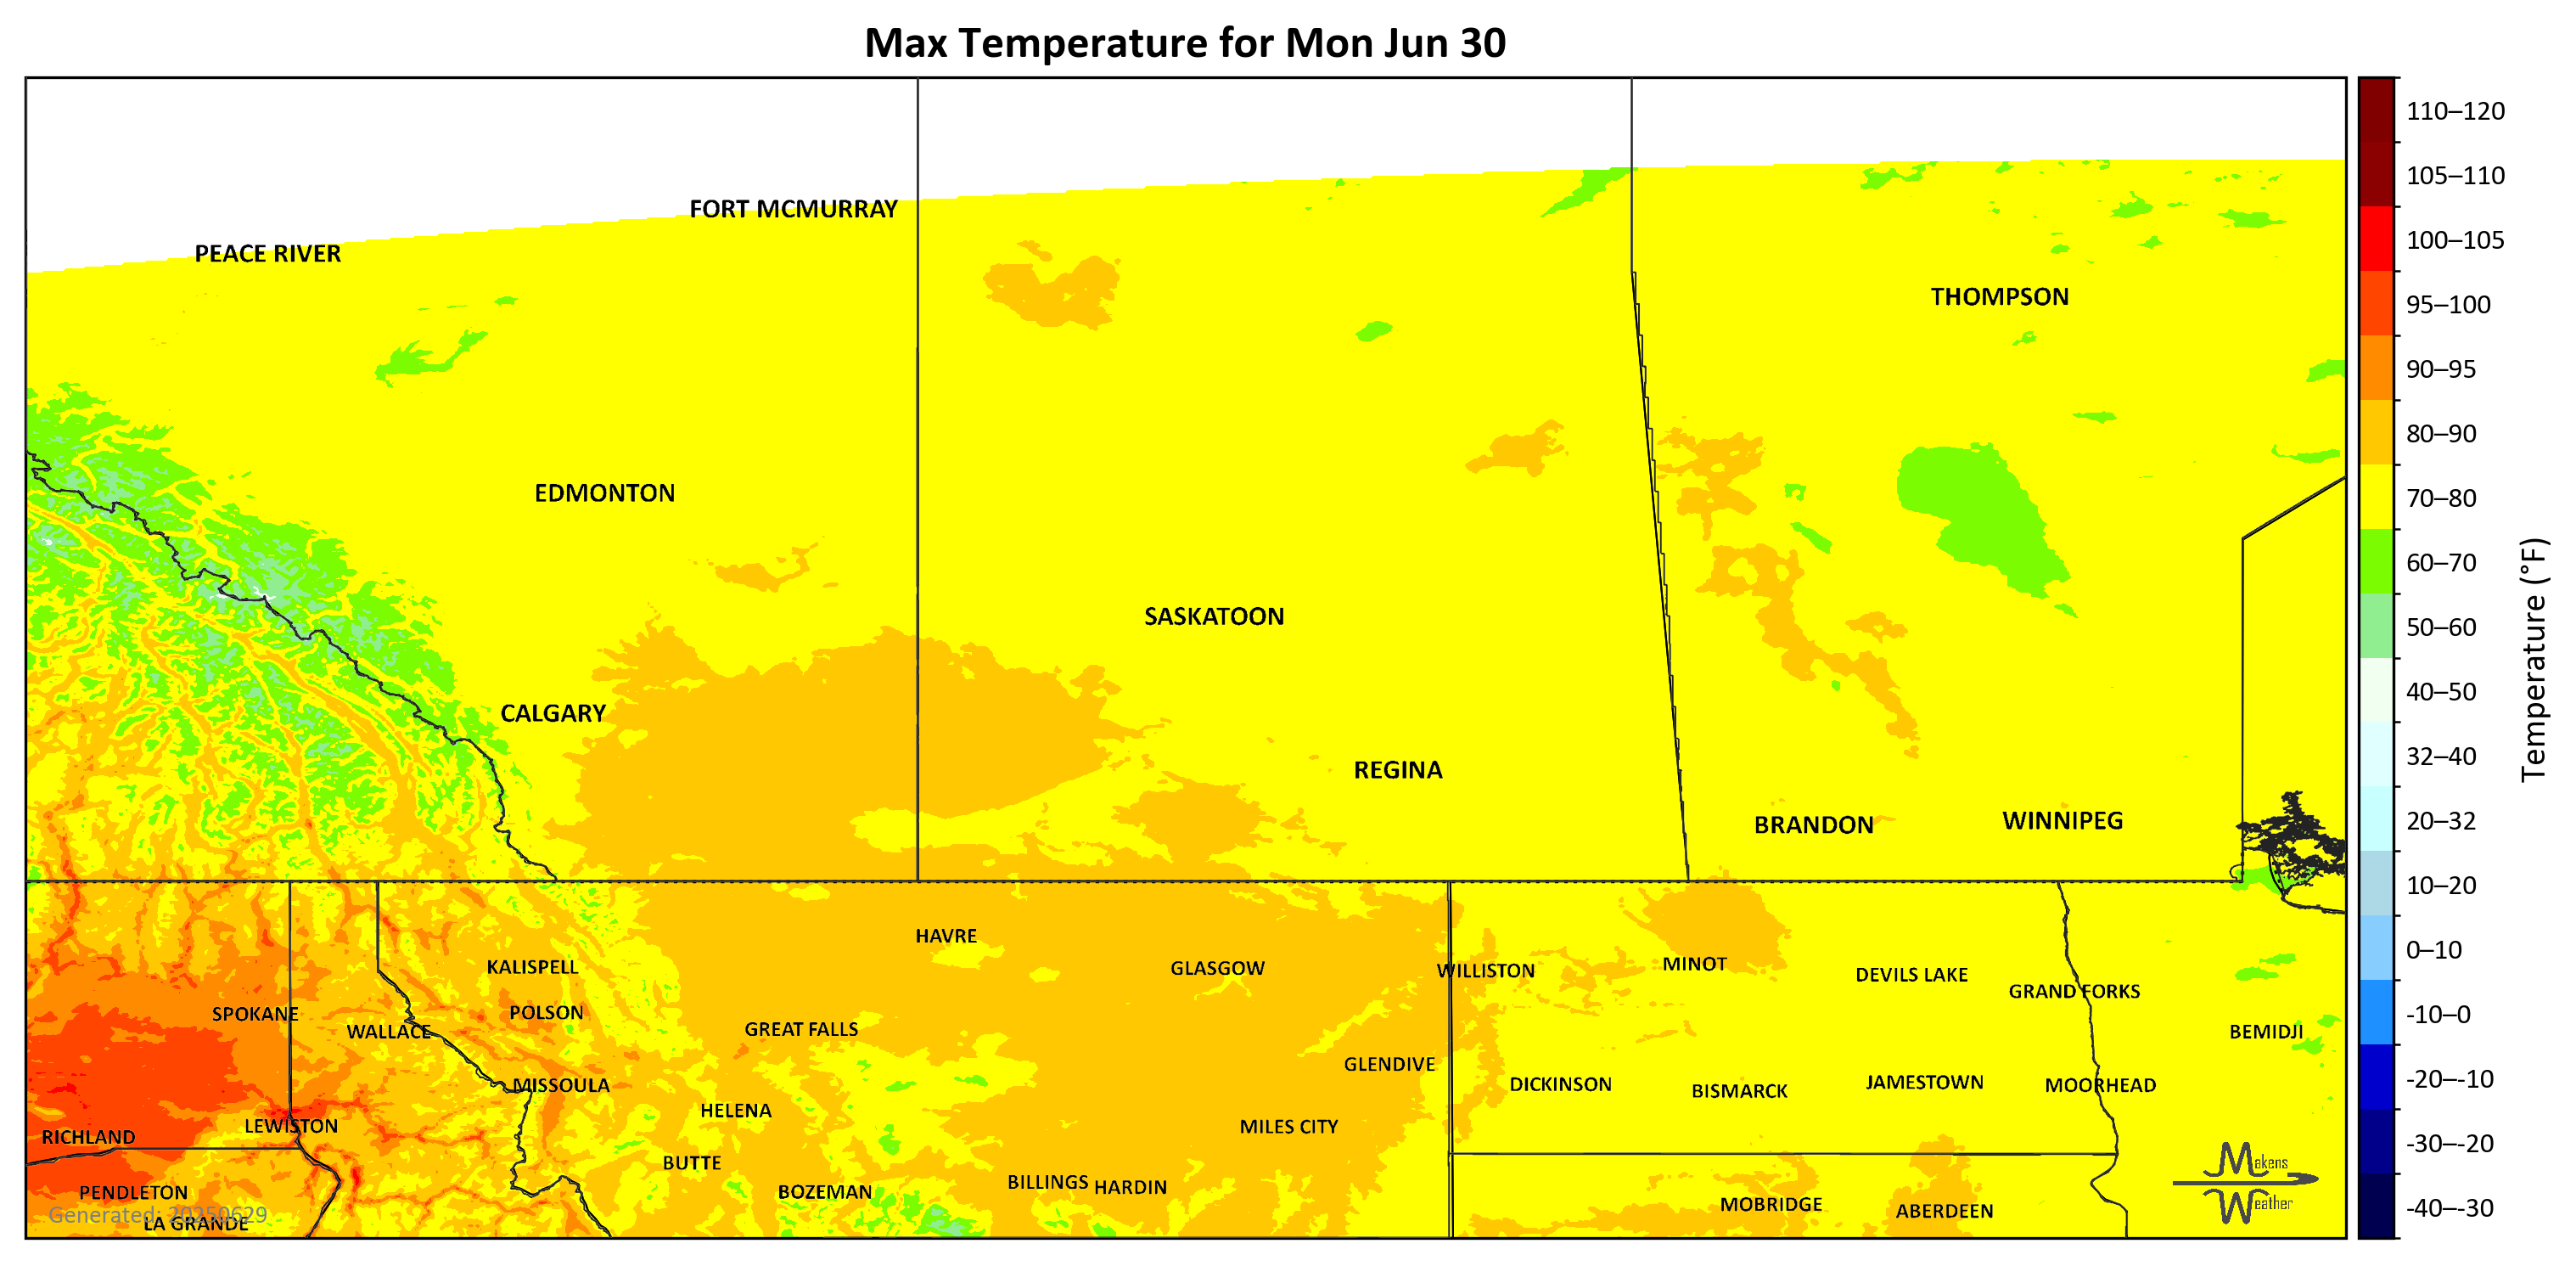 Max Temperature for Mon Jun 30
110–120
105–110
100–105
95–100
90–95
80–90
70–80
60–70
50–60
40–50
32–40
20–32
10–20
0–10
-10–0
-20–-10
-30–-20
-40–-30
Temperature (°F)
FORT MCMURRAY
PEACE RIVER
THOMPSON
EDMONTON
SASKATOON
CALGARY
REGINA
BRANDON
WINNIPEG
HAVRE
KALISPELL
GLASGOW
WILLISTON
MINOT
DEVILS LAKE
GRAND FORKS
SPOKANE
POLSON
WALLACE
GREAT FALLS
BEMIDJI
GLENDIVE
MISSOULA
DICKINSON
BISMARCK
JAMESTOWN
MOORHEAD
HELENA
LEWISTON
MILES CITY
RICHLAND
BUTTE
BILLINGS
HARDIN
PENDLETON
BOZEMAN
MOBRIDGE
ABERDEEN
LA GRANDE
Generated: 20250629
Makens
Weather